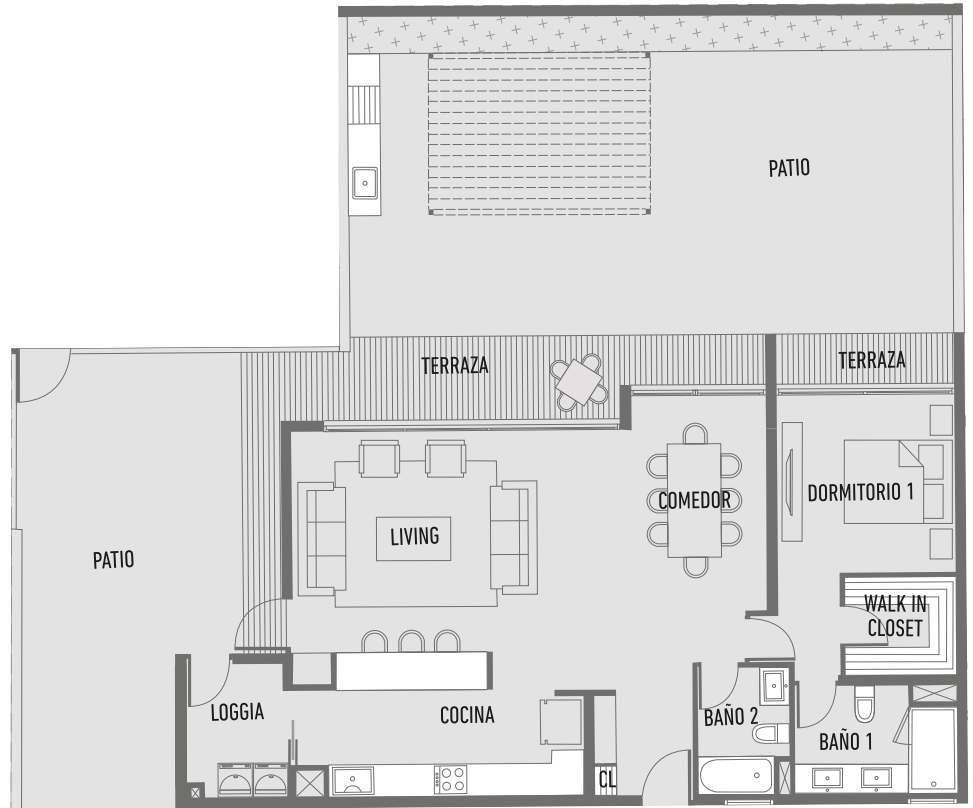 PATIO
TERRAZA
TERRAZA
COMEDOR
DORMITORIO 1
LIVING
PATIO
WALK IN
CLOSET
LOGGIA
COCINA
BAÑO 2
BAÑO 1
CL